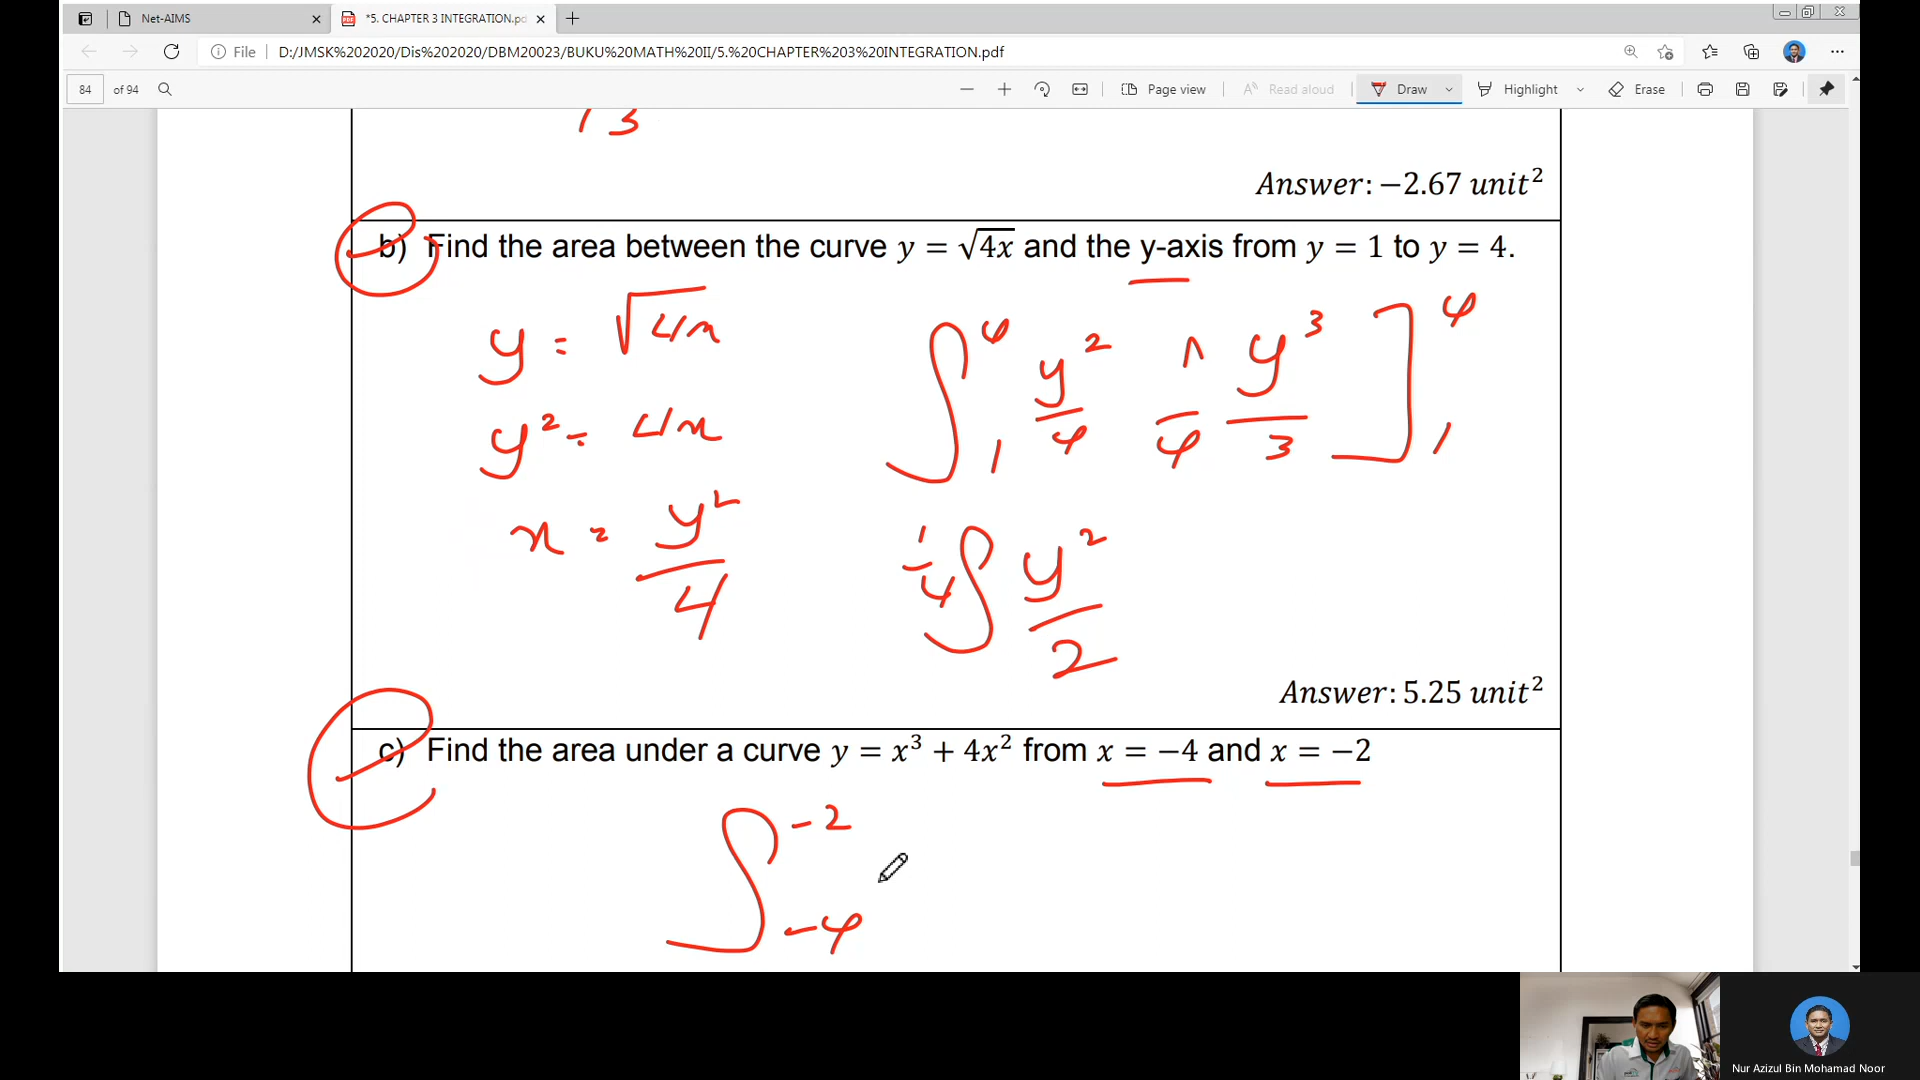 Net-AIMS
*5. CHAPTER 3 INTEGRATION.pd
File
D:/JMSK%202020/Dis%202020/DBM20023/BUKU%20MATH%20II/5.%20CHAPTER%203%20INTEGRATION.pdf
84 of 94
Page view
Read aloud
Draw
Highlight
Erase
13
Answer: −2.67 unit²
b) Find the area between the curve y = √4x and the y-axis from y = 1 to y = 4.
y = √4x
y² = 4x
x = y²/4
∫₁⁴ y²/4 1/4 y³/3 ]₁⁴
1/4 ∫ y²/2
Answer: 5.25 unit²
c) Find the area under a curve y = x³ + 4x² from x = −4 and x = −2
∫₋₄⁻²
Nur Azizul Bin Mohamad Noor